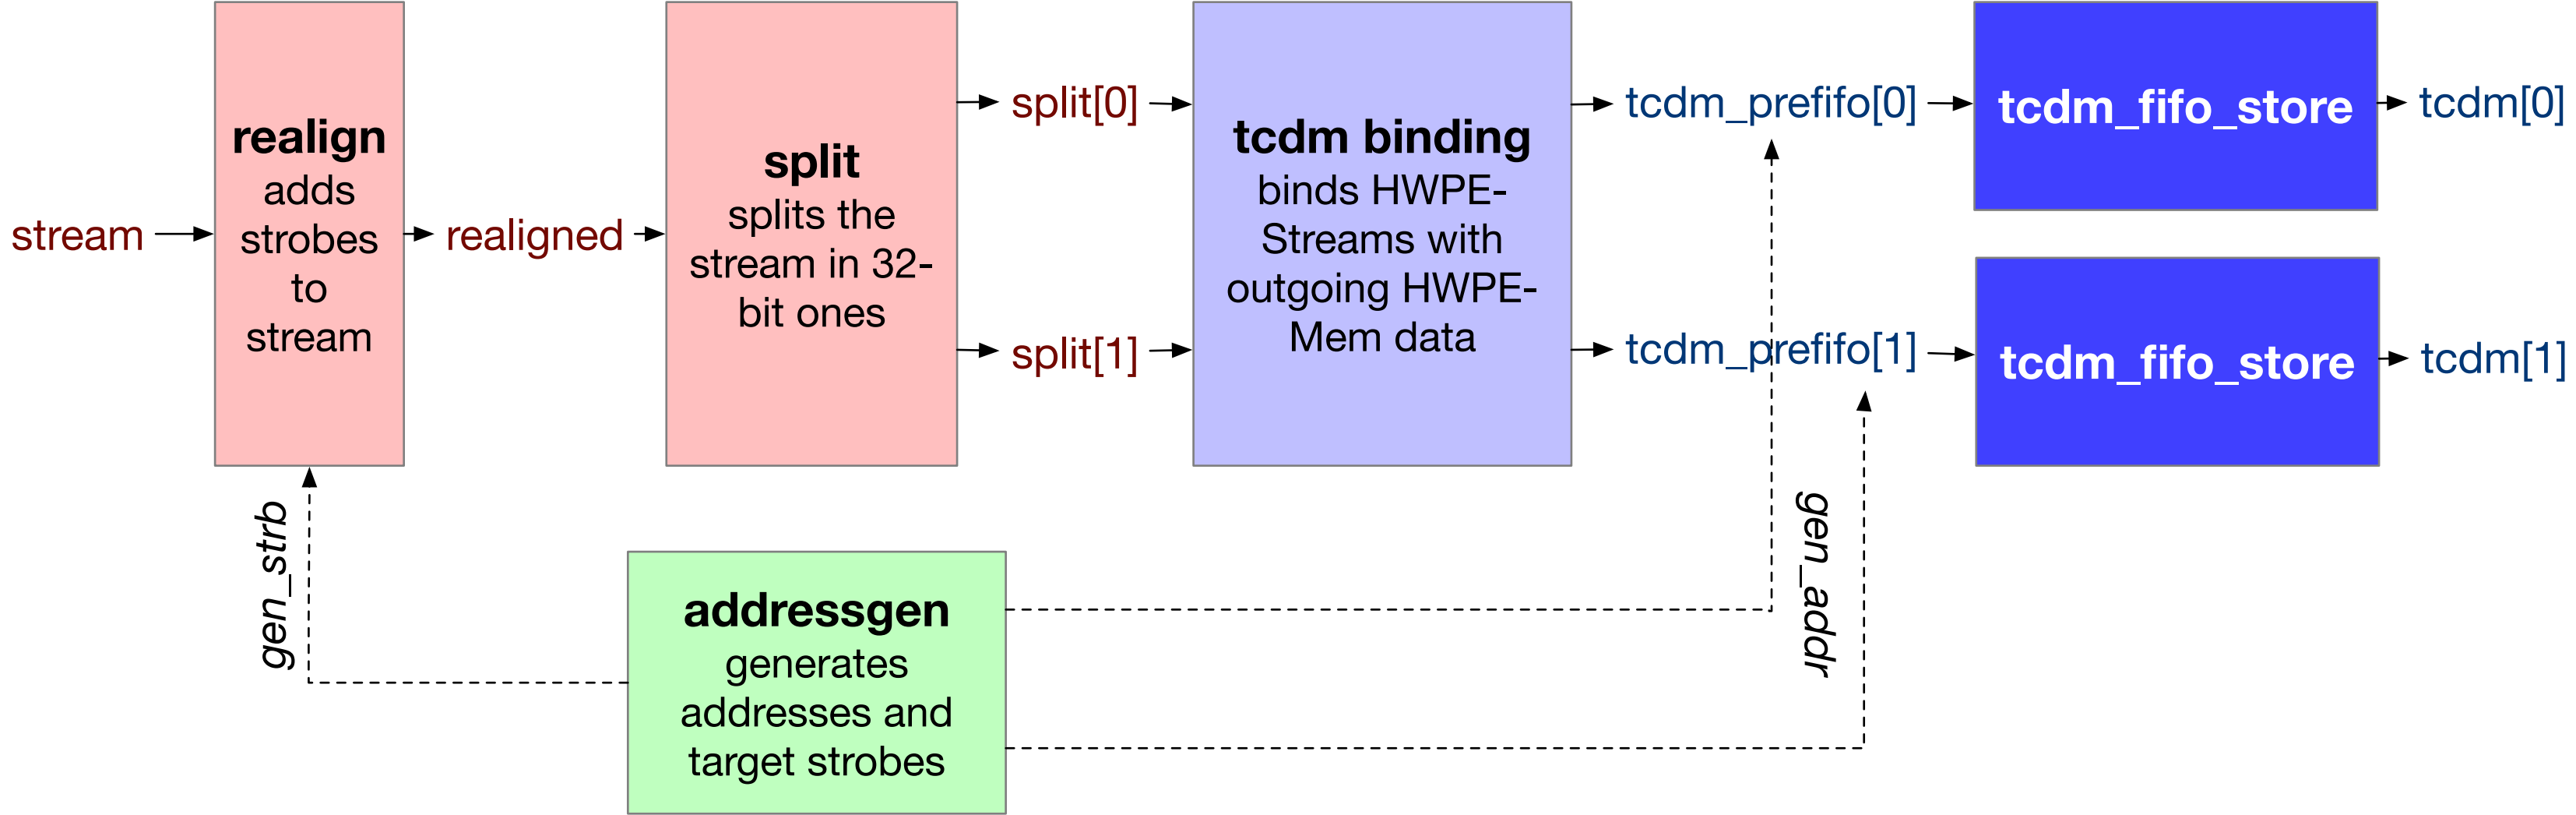 stream
realign
adds
strobes
to
stream
realigned
split
splits the
stream in 32-
bit ones
split[0]
split[1]
tcdm binding
binds HWPE-
Streams with
outgoing HWPE-
Mem data
tcdm_prefifo[0]
tcdm_prefifo[1]
tcdm_fifo_store
tcdm[0]
tcdm_fifo_store
tcdm[1]
gen_strb
addressgen
generates
addresses and
target strobes
gen_addr